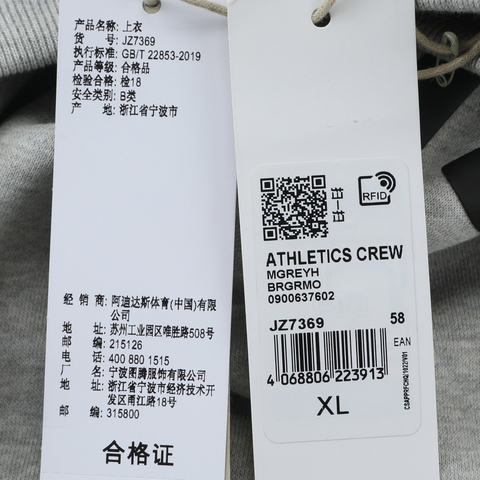 产品名称: 上衣
货 号: JZ7369
执行标准: GB/T 22853-2019
产品等级: 合格品
检验合格: 检18
安全类别: B类
产 地: 浙江省宁波市
经 销 商: 阿迪达斯体育(中国)有限
公司
地 址: 苏州工业园区唯胜路508号
邮 编: 215126
电 话: 400 880 1515
厂 名: 宁波图腾服饰有限公司
地 址: 浙江省宁波市经济技术开
发区甬江路18号
邮 编: 315800
合格证
RFID
ATHLETICS CREW
MGREYH
BRGRMO
0900637602
JZ7369 58
EAN
4 068806 223913
XL